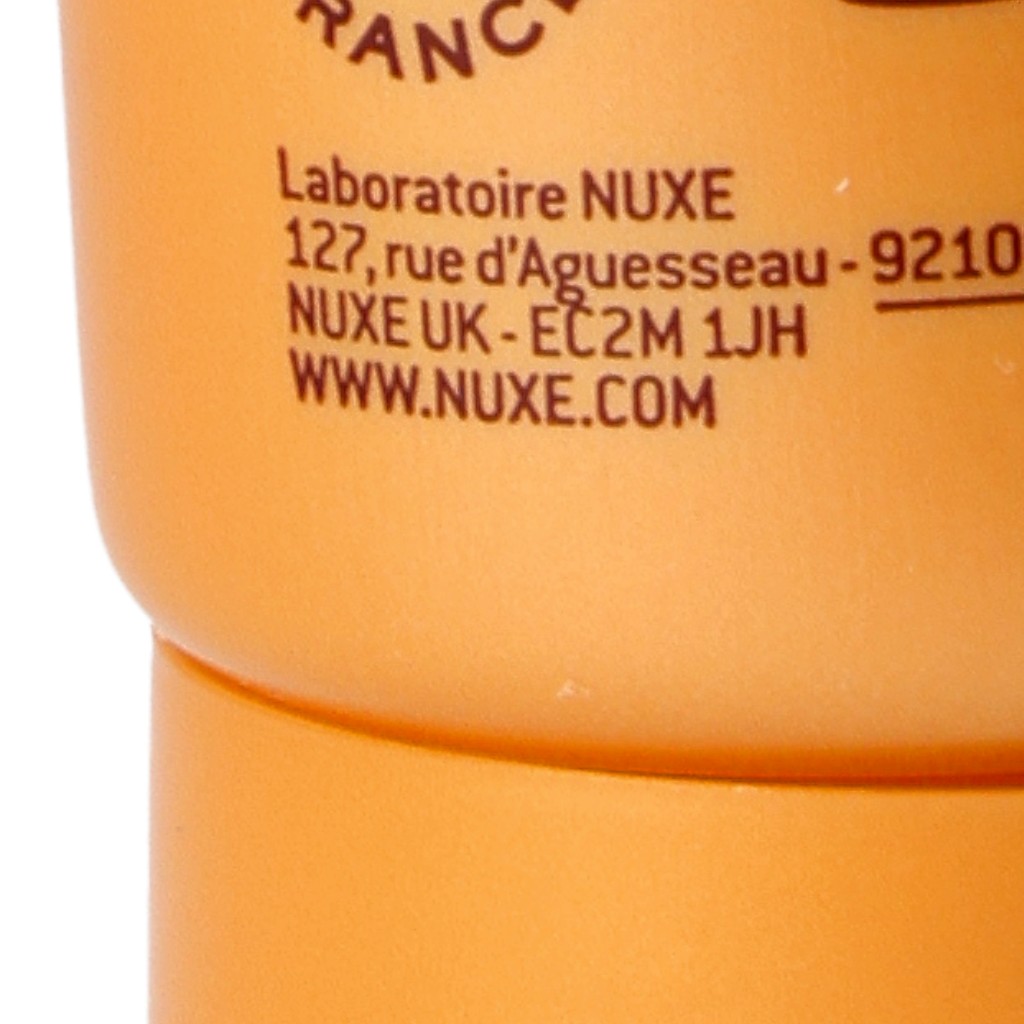 RANC
Laboratoire NUXE
127, rue d'Aguesseau - 9210
NUXE UK - EC2M 1JH
WWW.NUXE.COM